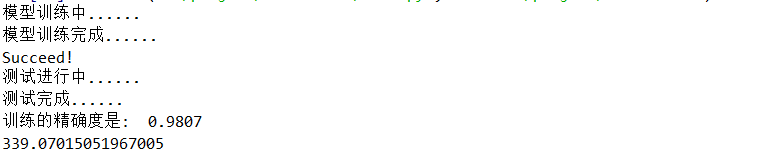 模型训练中......
模型训练完成......
Succeed!
测试进行中......
测试完成......
训练的精确度是:  0.9807
339.07015051967005